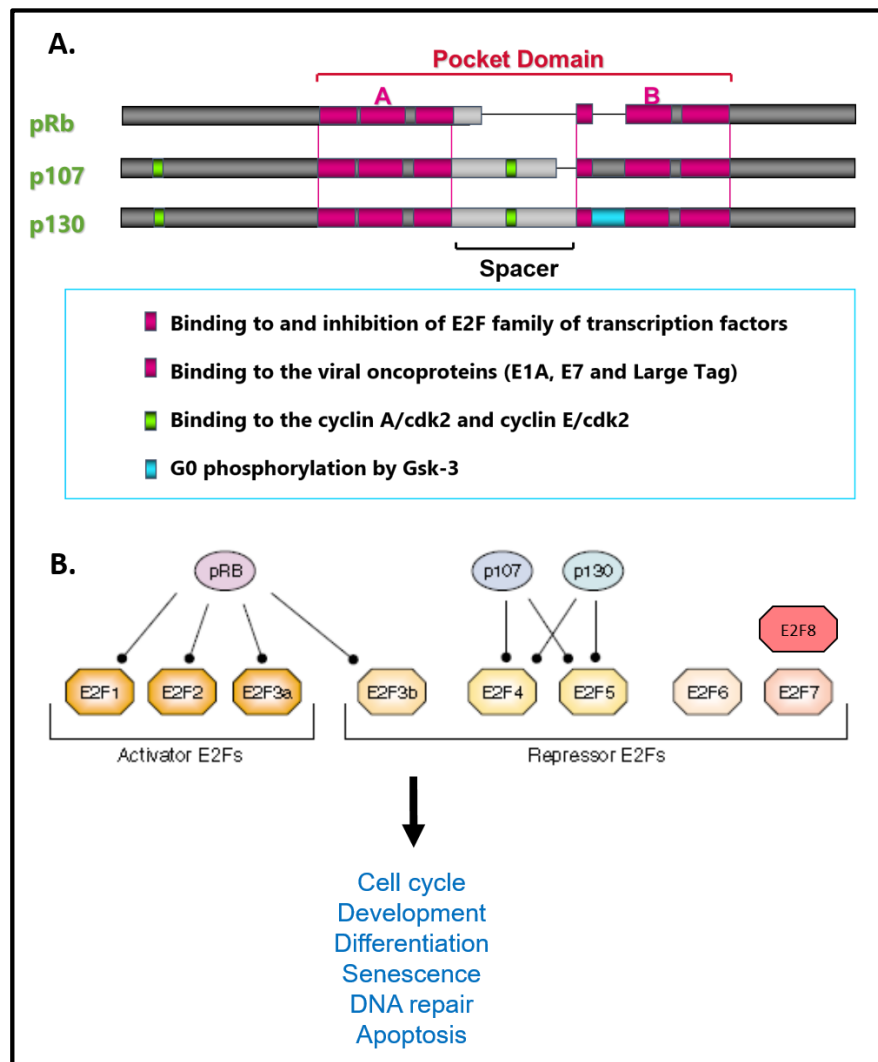 A.
Pocket Domain
A
B
pRb
p107
p130
Spacer
Binding to and inhibition of E2F family of transcription factors
Binding to the viral oncoproteins (E1A, E7 and Large Tag)
Binding to the cyclin A/cdk2 and cyclin E/cdk2
G0 phosphorylation by Gsk-3
B.
pRB
p107
p130
E2F8
E2F1
E2F2
E2F3a
E2F3b
E2F4
E2F5
E2F6
E2F7
Activator E2Fs
Repressor E2Fs
Cell cycle
Development
Differentiation
Senescence
DNA repair
Apoptosis